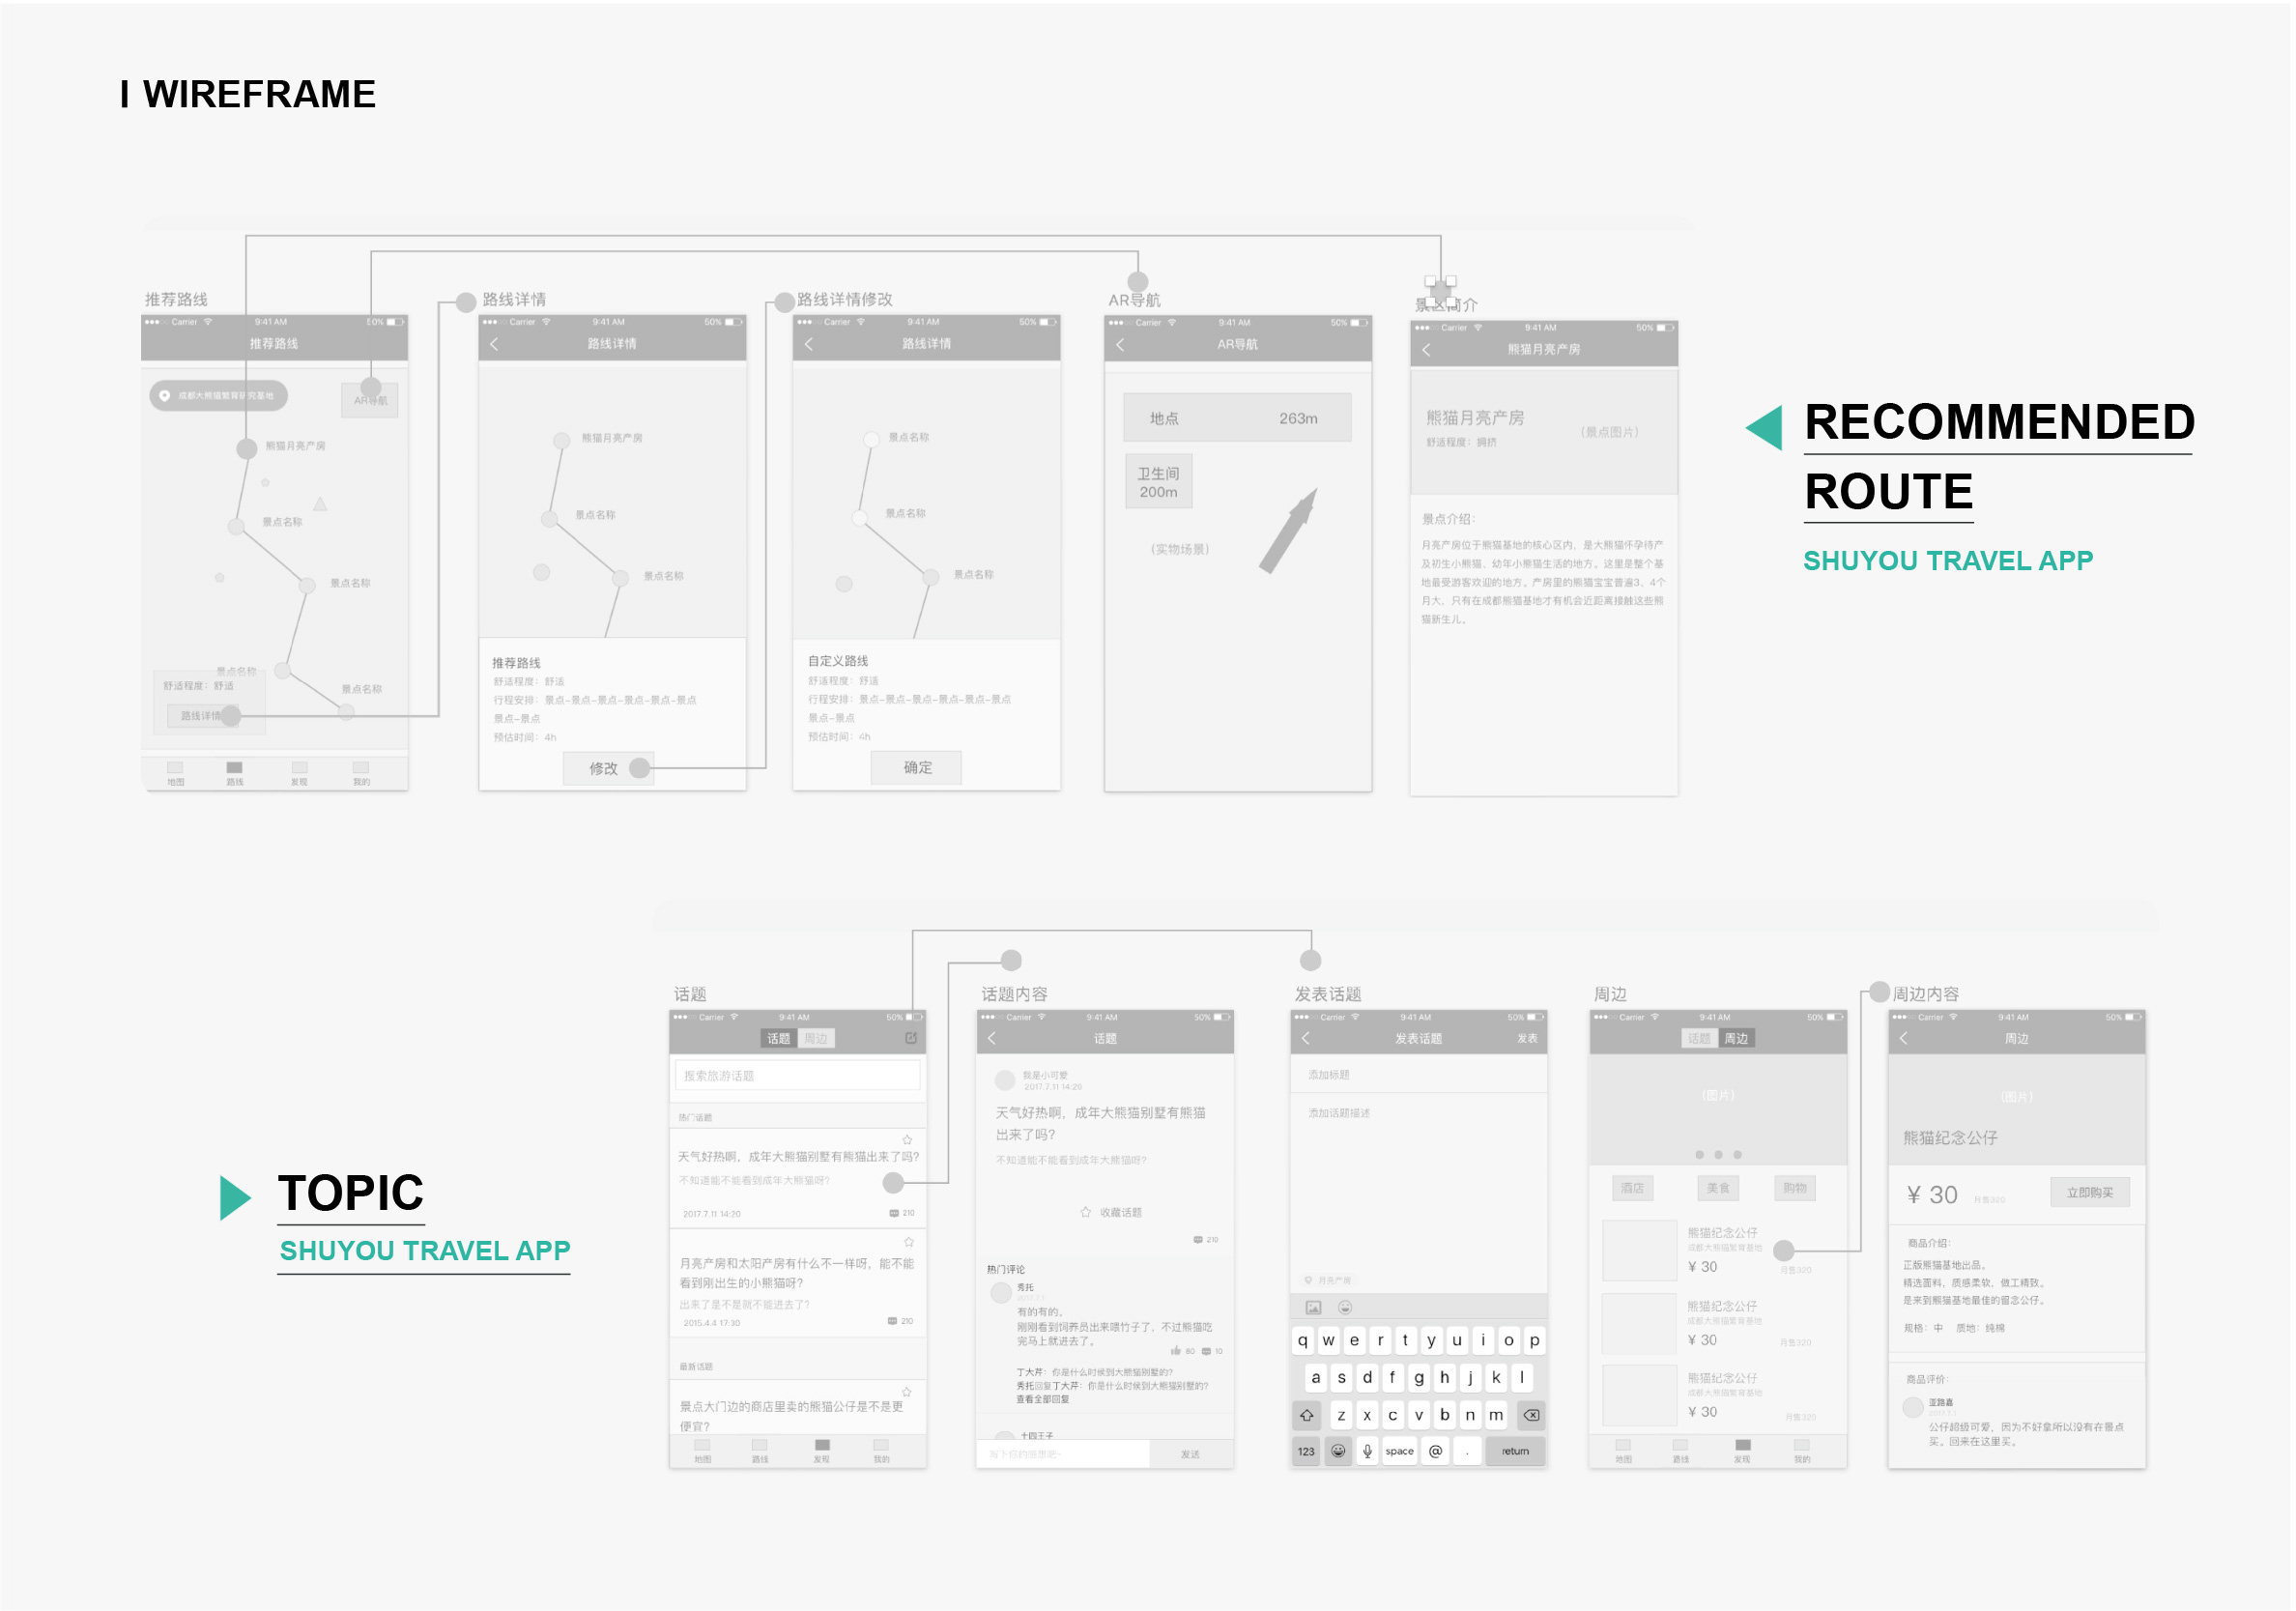 I WIREFRAME
推荐路线
Carrier 9:41 AM 50%
推荐路线
成都大熊猫繁育研究基地
AR导航
熊猫月亮产房
景点名称
景点名称
景点名称
舒适程度：舒适
景点名称
路线详情
地图 路线 发现 我的
路线详情
Carrier 9:41 AM 50%
路线详情
熊猫月亮产房
景点名称
景点名称
推荐路线
舒适程度：舒适
行程安排：景点-景点-景点-景点-景点-景点
景点-景点
预估时间：4h
修改
路线详情修改
Carrier 9:41 AM 50%
路线详情
景点名称
景点名称
景点名称
自定义路线
舒适程度：舒适
行程安排：景点-景点-景点-景点-景点-景点
景点-景点
预估时间：4h
确定
AR导航
Carrier 9:41 AM 50%
AR导航
地点 263m
卫生间
200m
(实物场景)
景区简介
Carrier 9:41 AM 50%
熊猫月亮产房
熊猫月亮产房
舒适程度：拥挤
(景点图片)
景点介绍：
月亮产房位于熊猫基地的核心区内，是大熊猫怀孕待产
及初生小熊猫、幼年小熊猫生活的地方。这里是整个基
地最受游客欢迎的地方。产房里的熊猫宝宝普遍3、4个
月大，只有在成都熊猫基地才有机会近距离接触这些熊
猫新生儿。
RECOMMENDED
ROUTE
SHUYOU TRAVEL APP
TOPIC
SHUYOU TRAVEL APP
话题
Carrier 9:41 AM 50%
话题 周边
搜索旅游话题
热门话题
天气好热啊，成年大熊猫别墅有熊猫出来了吗?
不知道能不能看到成年大熊猫呀?
2017.7.11 14:20 210
月亮产房和太阳产房有什么不一样呀，能不能
看到刚出生的小熊猫呀?
出来了是不是就不能进去了?
2015.4.4 17:30 210
最新话题
景点大门边的商店里卖的熊猫公仔是不是更
便宜?
地图 路线 发现 我的
话题内容
Carrier 9:41 AM 50%
话题
我是小可爱
2017.7.11 14:20
天气好热啊，成年大熊猫别墅有熊猫
出来了吗?
不知道能不能看到成年大熊猫呀?
收藏话题
210
热门评论
秀托
2017.7.1
有的有的，
刚刚看到饲养员出来喂竹子了，不过熊猫吃
完马上就进去了。
80 10
丁大芹：你是什么时候到大熊猫别墅的?
秀托回复丁大芹：你是什么时候到大熊猫别墅的?
查看全部回复
十四王子
写下你的感想吧~ 发送
发表话题
Carrier 9:41 AM 50%
发表话题 发表
添加标题
添加话题描述
月亮产房
q w e r t y u i o p
a s d f g h j k l
z x c v b n m
123 space @ . return
周边
Carrier 9:41 AM 50%
话题 周边
(图片)
酒店 美食 购物
熊猫纪念公仔
成都大熊猫繁育基地
¥ 30 月售320
熊猫纪念公仔
成都大熊猫繁育基地
¥ 30 月售320
熊猫纪念公仔
成都大熊猫繁育基地
¥ 30 月售320
地图 路线 发现 我的
周边内容
Carrier 9:41 AM 50%
周边
(图片)
熊猫纪念公仔
¥ 30 月售320 立即购买
商品介绍：
正版熊猫基地出品。
精选面料，质感柔软，做工精致。
是来到熊猫基地最佳的留念公仔。
规格：中 质地：纯棉
商品评价：
亚路嘉
2017.7.1
公仔超级可爱，因为不好拿所以没有在景点
买。回来在这里买。